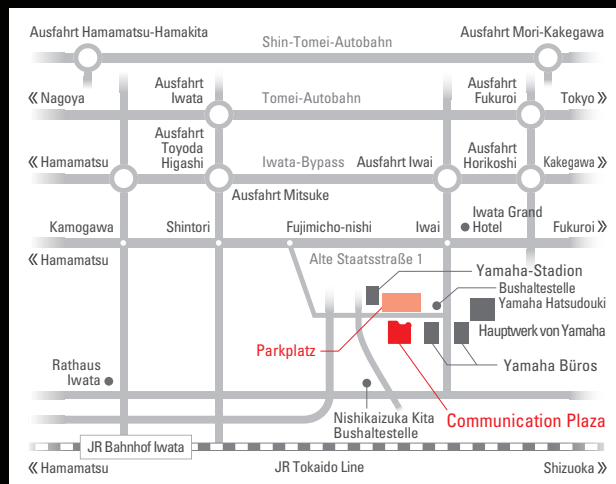 Ausfahrt Hamamatsu-Hamakita
Ausfahrt Mori-Kakegawa
Shin-Tomei-Autobahn
Ausfahrt
Iwata
Ausfahrt
Fukuroi
« Nagoya
Tomei-Autobahn
Tokyo »
Ausfahrt
Toyoda
Higashi
Ausfahrt
Horikoshi
« Hamamatsu
Iwata-Bypass
Ausfahrt Iwai
Kakegawa »
Ausfahrt Mitsuke
Iwata Grand
Hotel
Kamogawa
Shintori
Fujimicho-nishi
Iwai
Fukuroi »
« Hamamatsu
Alte Staatsstraße 1
Yamaha-Stadion
Bushaltestelle
Yamaha Hatsudouki
Hauptwerk von Yamaha
Parkplatz
Yamaha Büros
Rathaus
Iwata
Nishikaizuka Kita
Bushaltestelle
Communication Plaza
JR Bahnhof Iwata
« Hamamatsu
JR Tokaido Line
Shizuoka »